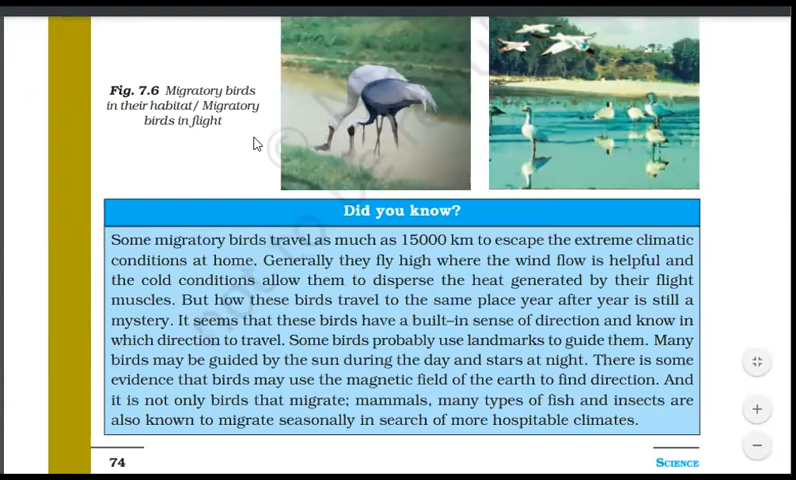 Fig. 7.6 Migratory birds
in their habitat/ Migratory
birds in flight
Did you know?
Some migratory birds travel as much as 15000 km to escape the extreme climatic
conditions at home. Generally they fly high where the wind flow is helpful and
the cold conditions allow them to disperse the heat generated by their flight
muscles. But how these birds travel to the same place year after year is still a
mystery. It seems that these birds have a built–in sense of direction and know in
which direction to travel. Some birds probably use landmarks to guide them. Many
birds may be guided by the sun during the day and stars at night. There is some
evidence that birds may use the magnetic field of the earth to find direction. And
it is not only birds that migrate; mammals, many types of fish and insects are
also known to migrate seasonally in search of more hospitable climates.
74
SCIENCE